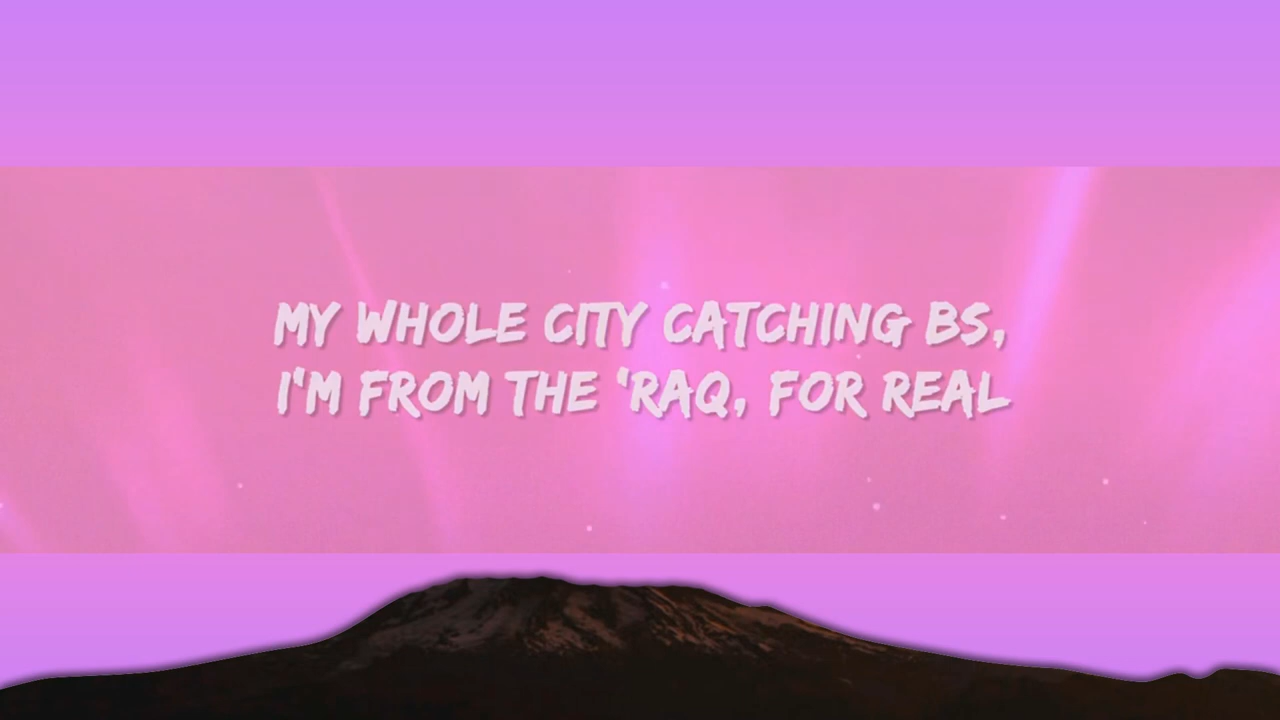 MY WHOLE CITY CATCHING BS,
I'M FROM THE 'RAQ, FOR REAL